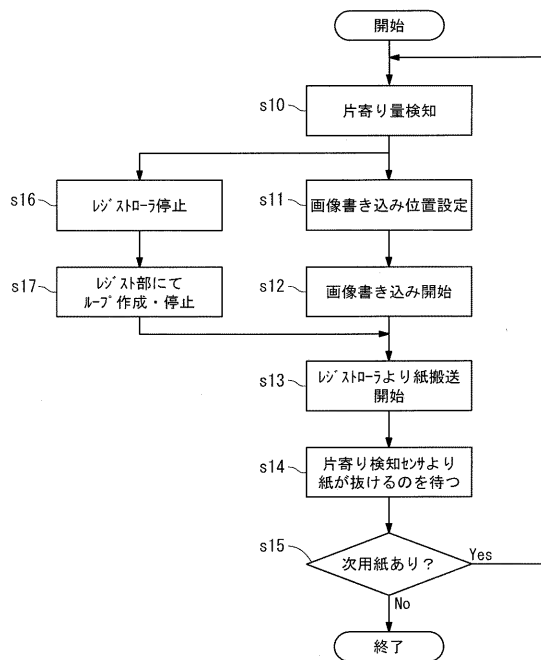 開始
s10
片寄り量検知
s16
ﾚｼﾞｽﾄﾛｰﾗ停止
s11
画像書き込み位置設定
s17
ﾚｼﾞｽﾄ部にて
ﾙｰﾌﾟ作成・停止
s12
画像書き込み開始
s13
ﾚｼﾞｽﾄﾛｰﾗより紙搬送
開始
s14
片寄り検知ｾﾝｻより
紙が抜けるのを待つ
s15
次用紙あり？
Yes
No
終了